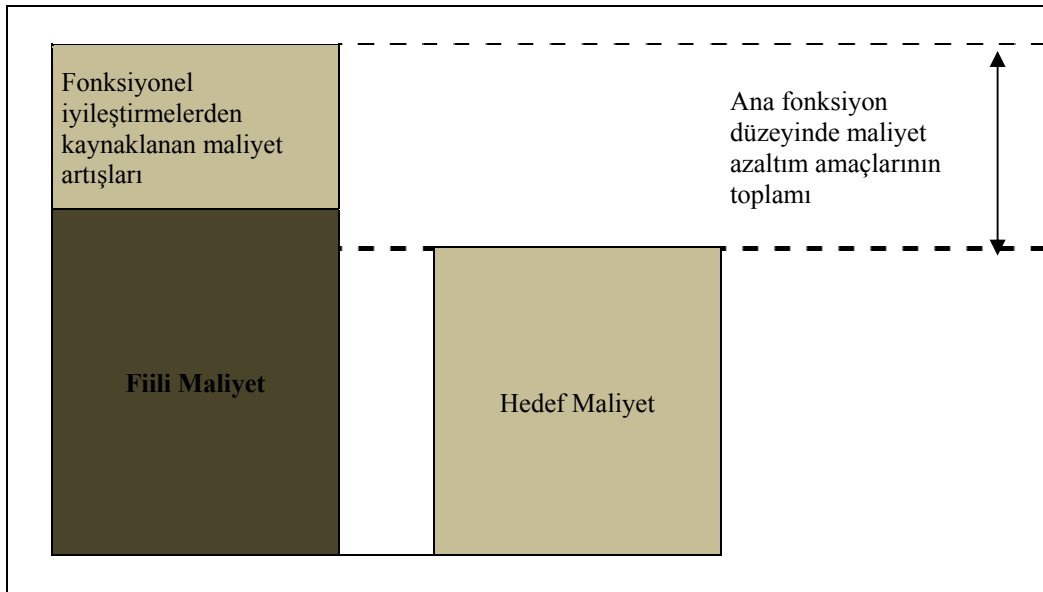 Fonksiyonel
iyileştirmelerden
kaynaklanan maliyet
artışları
Ana fonksiyon
düzeyinde maliyet
azaltım amaçlarının
toplamı
Fiili Maliyet
Hedef Maliyet